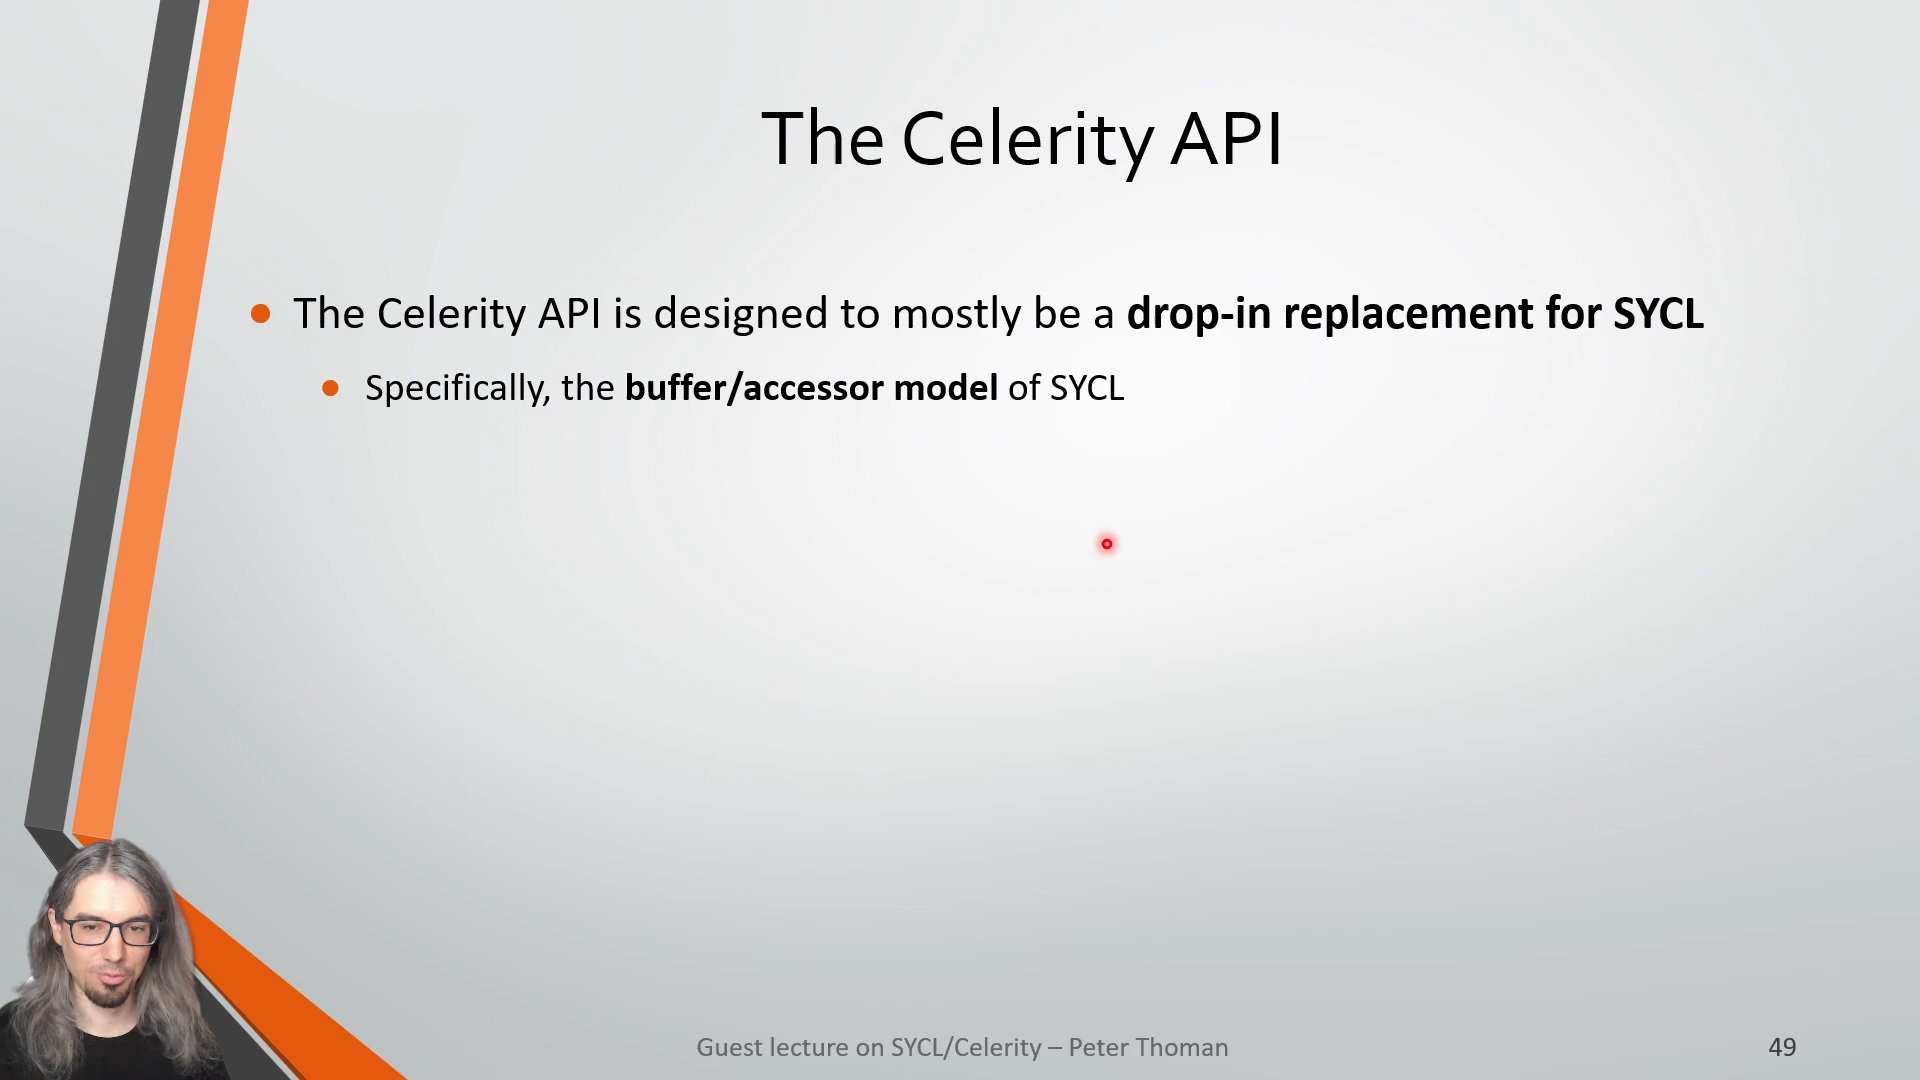 The Celerity API
The Celerity API is designed to mostly be a drop-in replacement for SYCL
Specifically, the buffer/accessor model of SYCL
Guest lecture on SYCL/Celerity – Peter Thoman
49